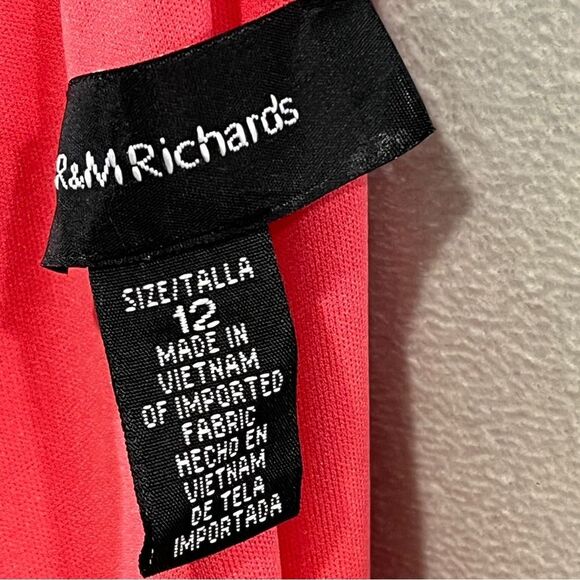 R&M Richards
SIZE/TALLA
12
MADE IN
VIETNAM
OF IMPORTED
FABRIC
HECHO EN
VIETNAM
DE TELA
IMPORTADA